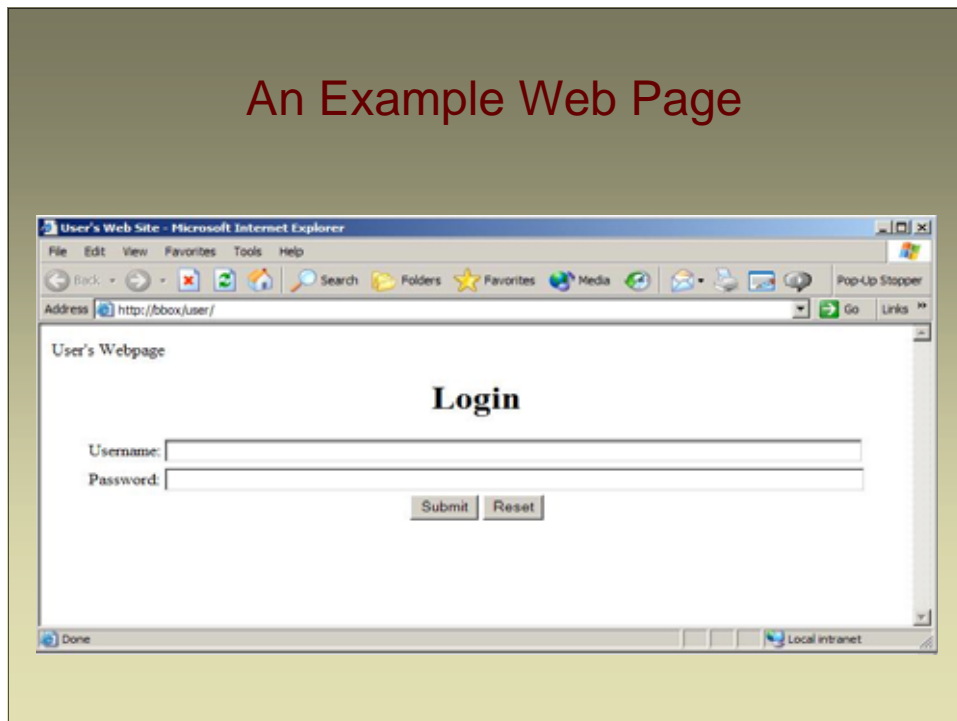 An Example Web Page
User's Web Site - Microsoft Internet Explorer
File Edit View Favorites Tools Help
Back Search Folders Favorites Media Pop-Up Stopper
Address http://bbox/user/ Go Links »
User's Webpage
Login
Username:
Password:
Submit Reset
Done Local intranet